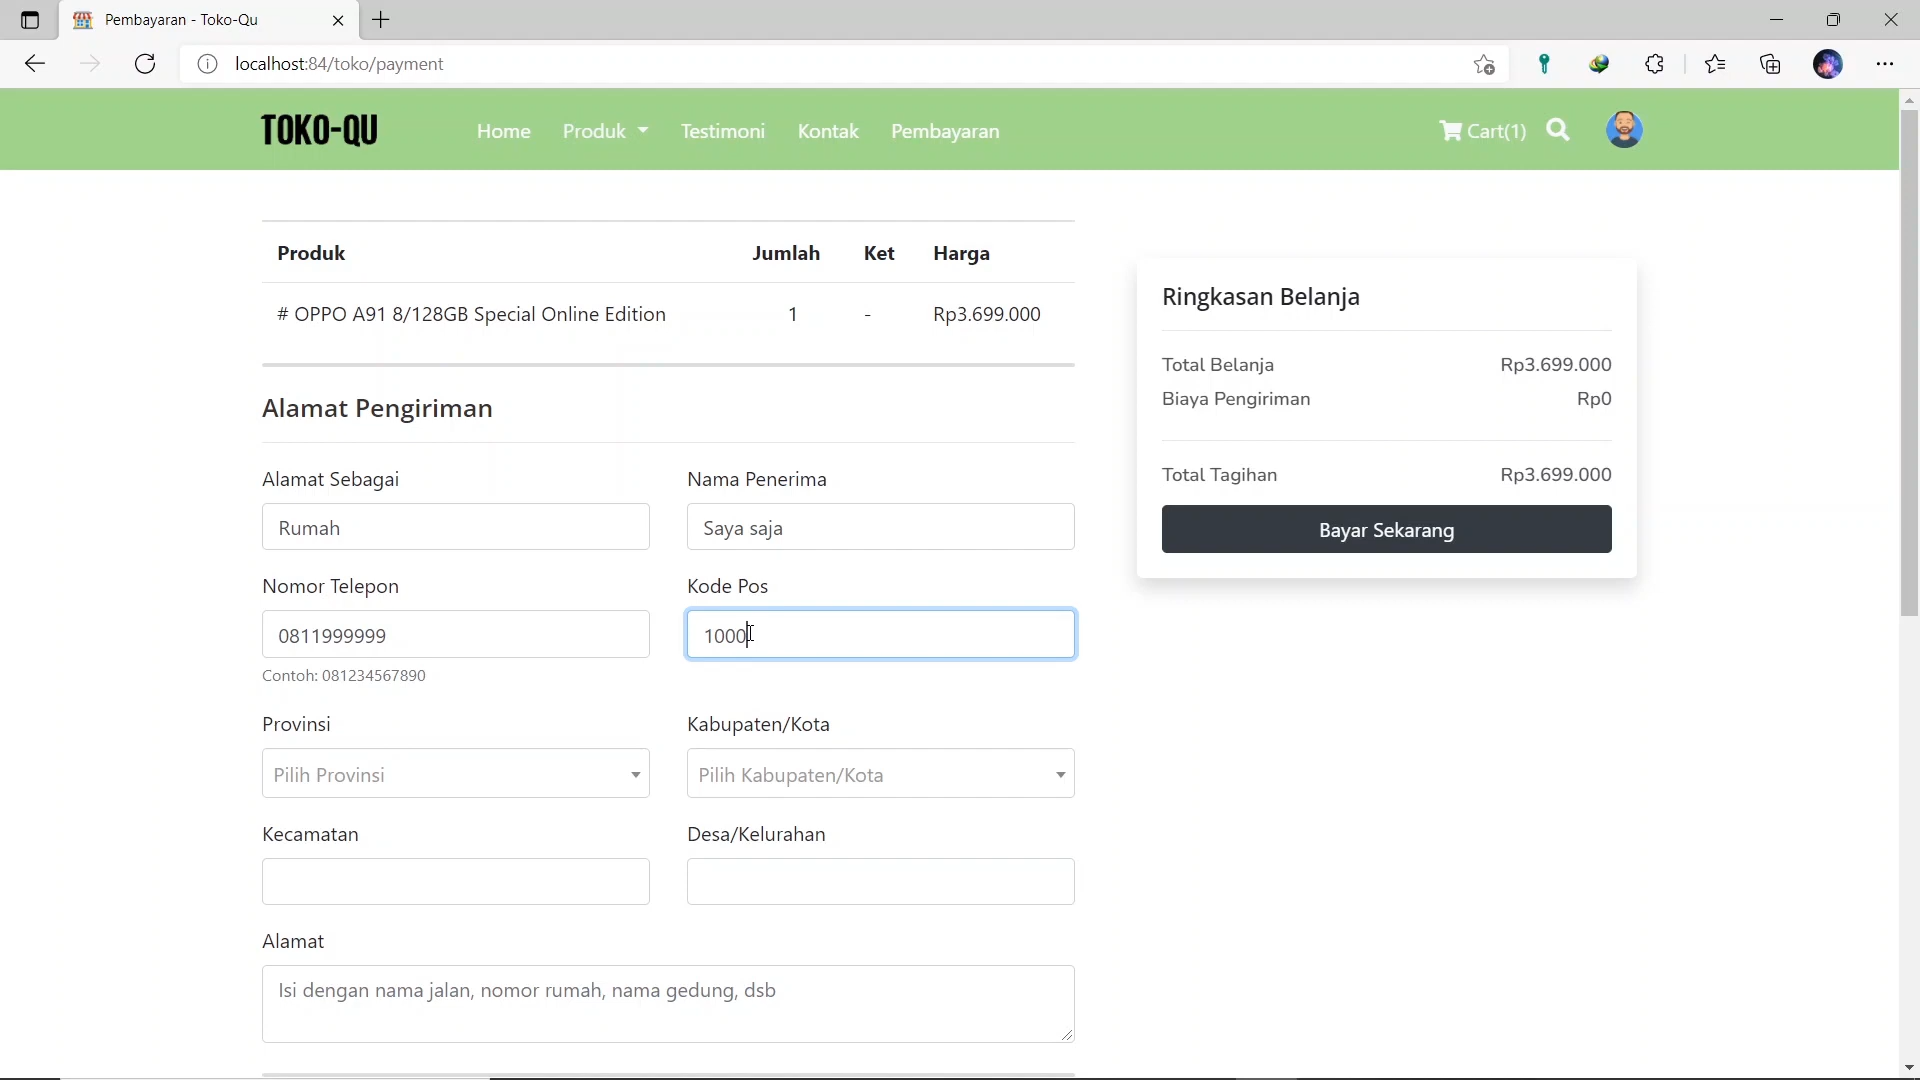 Pembayaran - Toko-Qu
localhost:84/toko/payment
TOKO-QU
Home
Produk
Testimoni
Kontak
Pembayaran
Cart(1)
Produk Jumlah Ket Harga
# OPPO A91 8/128GB Special Online Edition 1 - Rp3.699.000
Alamat Pengiriman
Alamat Sebagai
Rumah
Nama Penerima
Saya saja
Nomor Telepon
0811999999
Contoh: 081234567890
Kode Pos
1000
Provinsi
Pilih Provinsi
Kabupaten/Kota
Pilih Kabupaten/Kota
Kecamatan
Desa/Kelurahan
Alamat
Isi dengan nama jalan, nomor rumah, nama gedung, dsb
Ringkasan Belanja
Total Belanja Rp3.699.000
Biaya Pengiriman Rp0
Total Tagihan Rp3.699.000
Bayar Sekarang